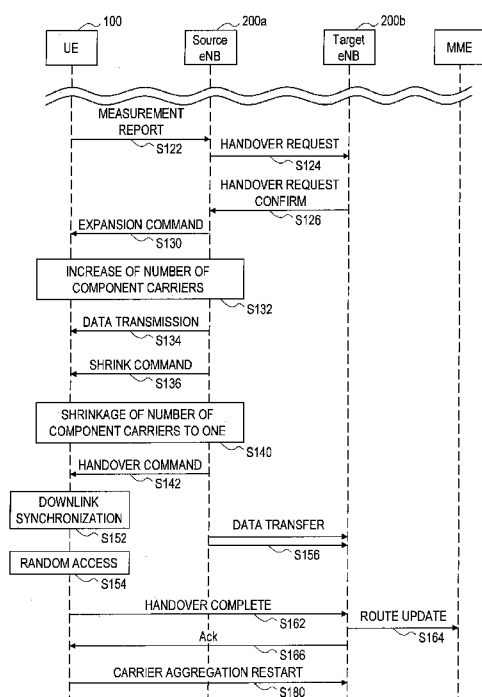 100
200a
200b
UE
Source
eNB
Target
eNB
MME
MEASUREMENT
REPORT
S122
HANDOVER REQUEST
S124
HANDOVER REQUEST
CONFIRM
S126
EXPANSION COMMAND
S130
INCREASE OF NUMBER OF
COMPONENT CARRIERS
S132
DATA TRANSMISSION
S134
SHRINK COMMAND
S136
SHRINKAGE OF NUMBER OF
COMPONENT CARRIERS TO ONE
S140
HANDOVER COMMAND
S142
DOWNLINK
SYNCHRONIZATION
S152
DATA TRANSFER
S156
RANDOM ACCESS
S154
HANDOVER COMPLETE
S162
ROUTE UPDATE
S164
Ack
S166
CARRIER AGGREGATION RESTART
S180